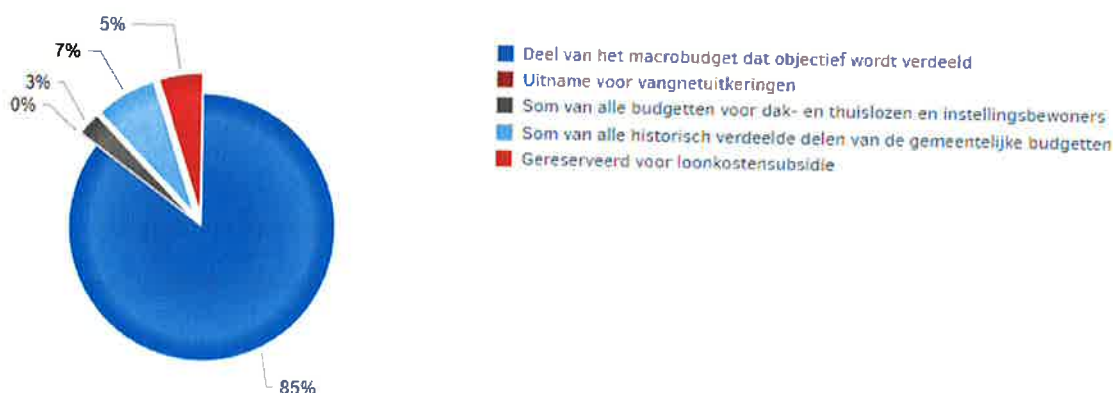 5%
7%
3%
0%
85%
Deel van het macrobudget dat objectief wordt verdeeld
Uitname voor vangnetuitkeringen
Som van alle budgetten voor dak- en thuislozen en instellingsbewoners
Som van alle historisch verdeelde delen van de gemeentelijke budgetten
Gereserveerd voor loonkostensubsidie